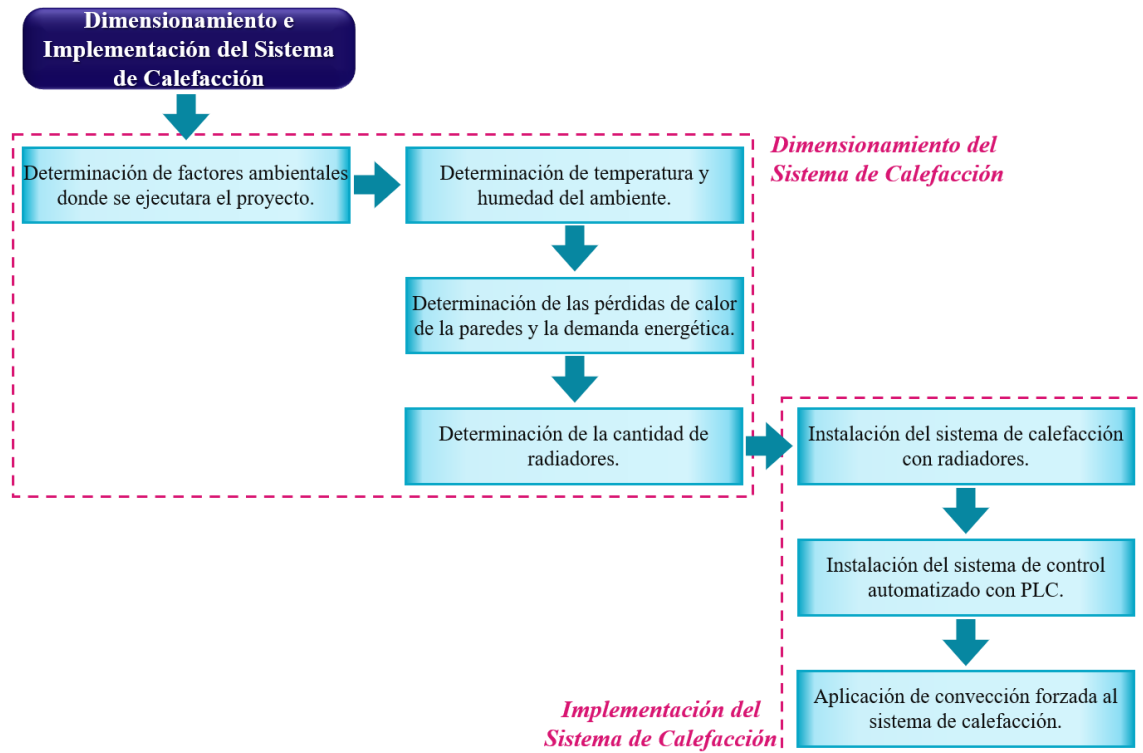 Dimensionamiento e
Implementación del Sistema
de Calefacción
Dimensionamiento del
Sistema de Calefacción
Determinación de factores ambientales
donde se ejecutara el proyecto.
Determinación de temperatura y
humedad del ambiente.
Determinación de las pérdidas de calor
de la paredes y la demanda energética.
Determinación de la cantidad de
radiadores.
Instalación del sistema de calefacción
con radiadores.
Instalación del sistema de control
automatizado con PLC.
Aplicación de convección forzada al
sistema de calefacción.
Implementación del
Sistema de Calefacción